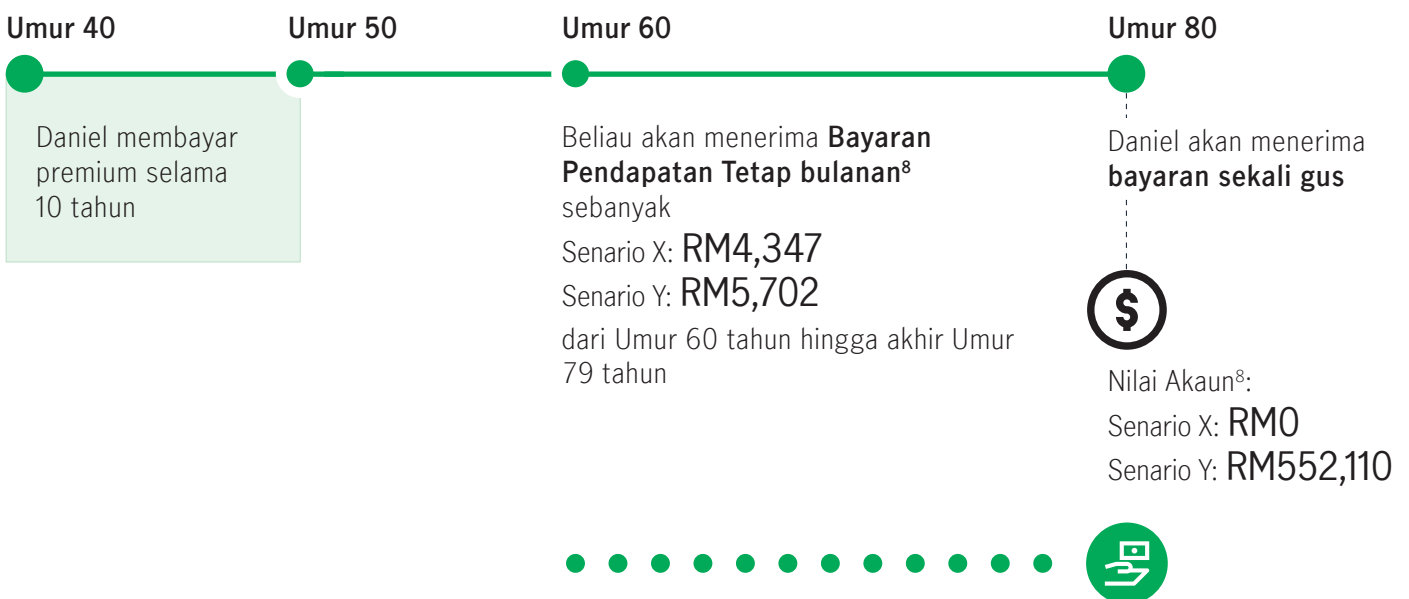 Umur 40
Umur 50
Umur 60
Umur 80
Daniel membayar
premium selama
10 tahun
Beliau akan menerima Bayaran
Pendapatan Tetap bulanan⁸
sebanyak
Senario X: RM4,347
Senario Y: RM5,702
dari Umur 60 tahun hingga akhir Umur
79 tahun
Daniel akan menerima
bayaran sekali gus
$
Nilai Akaun⁸:
Senario X: RM0
Senario Y: RM552,110